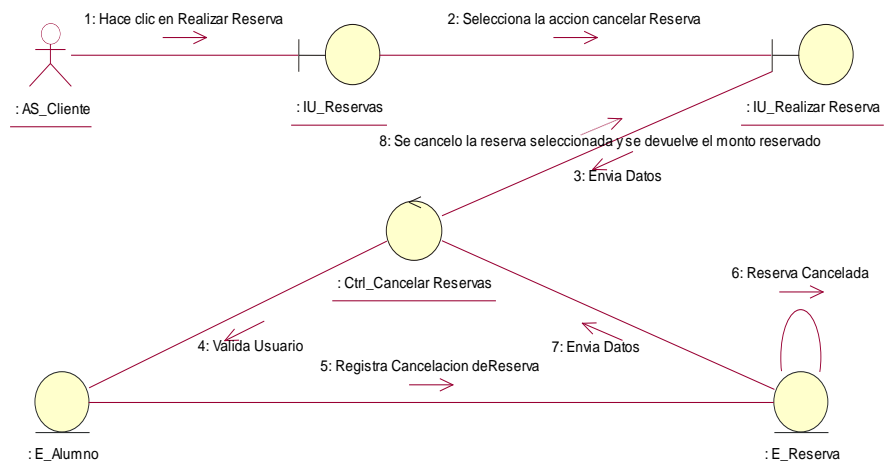 1: Hace clic en Realizar Reserva
2: Selecciona la accion cancelar Reserva
: AS_Cliente
: IU_Reservas
: IU_Realizar Reserva
8: Se cancelo la reserva seleccionada y se devuelve el monto reservado
3: Envia Datos
: Ctrl_Cancelar Reservas
6: Reserva Cancelada
4: Valida Usuario
7: Envia Datos
5: Registra Cancelacion deReserva
: E_Alumno
: E_Reserva